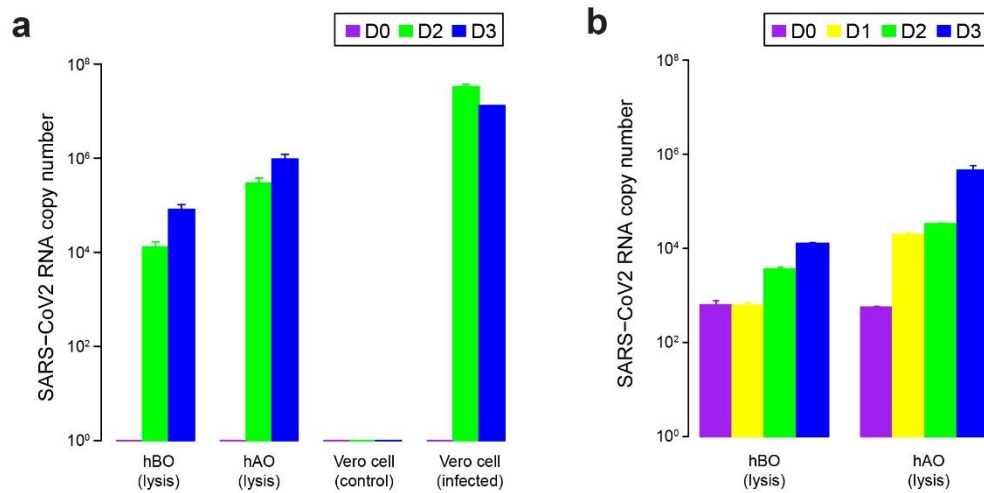 a
D0 D2 D3
SARS−CoV2 RNA copy number
10⁸
10⁶
10⁴
10²
10⁰
hBO
(lysis)
hAO
(lysis)
Vero cell
(control)
Vero cell
(infected)
b
D0 D1 D2 D3
SARS−CoV2 RNA copy number
10⁸
10⁶
10⁴
10²
10⁰
hBO
(lysis)
hAO
(lysis)